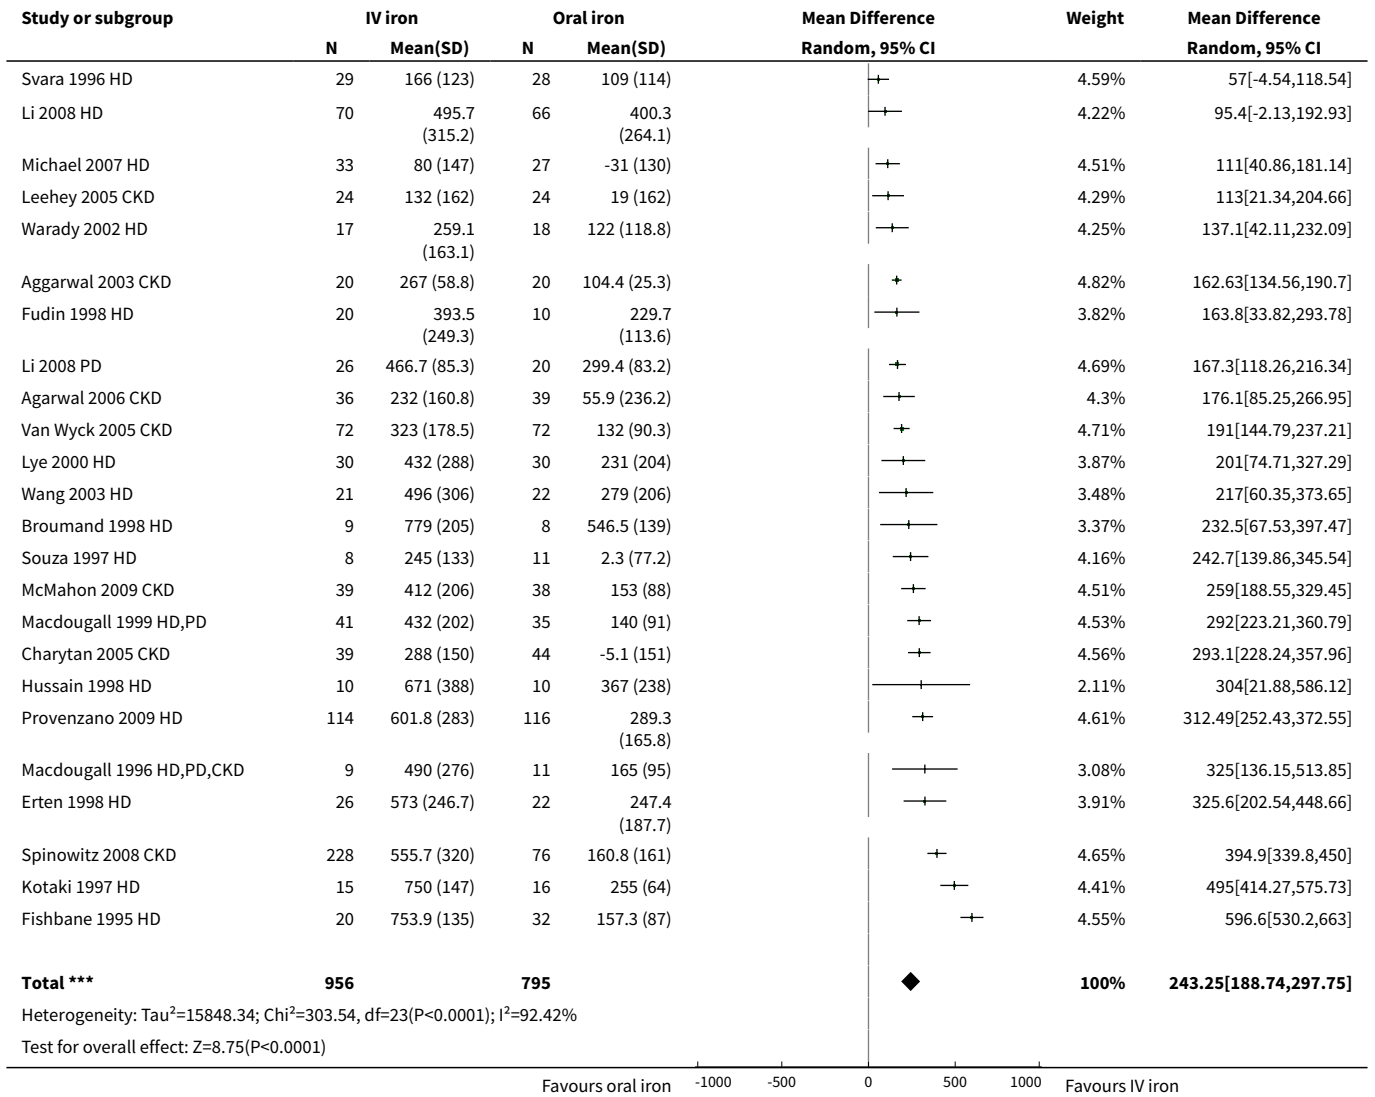 Study or subgroup IV iron Oral iron Mean Difference Weight Mean Difference
N Mean(SD) N Mean(SD) Random, 95% CI Random, 95% CI
Svara 1996 HD 29 166 (123) 28 109 (114) 4.59% 57[-4.54,118.54]
Li 2008 HD 70 495.7 66 400.3 4.22% 95.4[-2.13,192.93]
(315.2) (264.1)
Michael 2007 HD 33 80 (147) 27 -31 (130) 4.51% 111[40.86,181.14]
Leehey 2005 CKD 24 132 (162) 24 19 (162) 4.29% 113[21.34,204.66]
Warady 2002 HD 17 259.1 18 122 (118.8) 4.25% 137.1[42.11,232.09]
(163.1)
Aggarwal 2003 CKD 20 267 (58.8) 20 104.4 (25.3) 4.82% 162.63[134.56,190.7]
Fudin 1998 HD 20 393.5 10 229.7 3.82% 163.8[33.82,293.78]
(249.3) (113.6)
Li 2008 PD 26 466.7 (85.3) 20 299.4 (83.2) 4.69% 167.3[118.26,216.34]
Agarwal 2006 CKD 36 232 (160.8) 39 55.9 (236.2) 4.3% 176.1[85.25,266.95]
Van Wyck 2005 CKD 72 323 (178.5) 72 132 (90.3) 4.71% 191[144.79,237.21]
Lye 2000 HD 30 432 (288) 30 231 (204) 3.87% 201[74.71,327.29]
Wang 2003 HD 21 496 (306) 22 279 (206) 3.48% 217[60.35,373.65]
Broumand 1998 HD 9 779 (205) 8 546.5 (139) 3.37% 232.5[67.53,397.47]
Souza 1997 HD 8 245 (133) 11 2.3 (77.2) 4.16% 242.7[139.86,345.54]
McMahon 2009 CKD 39 412 (206) 38 153 (88) 4.51% 259[188.55,329.45]
Macdougall 1999 HD,PD 41 432 (202) 35 140 (91) 4.53% 292[223.21,360.79]
Charytan 2005 CKD 39 288 (150) 44 -5.1 (151) 4.56% 293.1[228.24,357.96]
Hussain 1998 HD 10 671 (388) 10 367 (238) 2.11% 304[21.88,586.12]
Provenzano 2009 HD 114 601.8 (283) 116 289.3 4.61% 312.49[252.43,372.55]
(165.8)
Macdougall 1996 HD,PD,CKD 9 490 (276) 11 165 (95) 3.08% 325[136.15,513.85]
Erten 1998 HD 26 573 (246.7) 22 247.4 3.91% 325.6[202.54,448.66]
(187.7)
Spinowitz 2008 CKD 228 555.7 (320) 76 160.8 (161) 4.65% 394.9[339.8,450]
Kotaki 1997 HD 15 750 (147) 16 255 (64) 4.41% 495[414.27,575.73]
Fishbane 1995 HD 20 753.9 (135) 32 157.3 (87) 4.55% 596.6[530.2,663]
Total *** 956 795 100% 243.25[188.74,297.75]
Heterogeneity: Tau²=15848.34; Chi²=303.54, df=23(P<0.0001); I²=92.42%
Test for overall effect: Z=8.75(P<0.0001)
Favours oral iron -1000 -500 0 500 1000 Favours IV iron